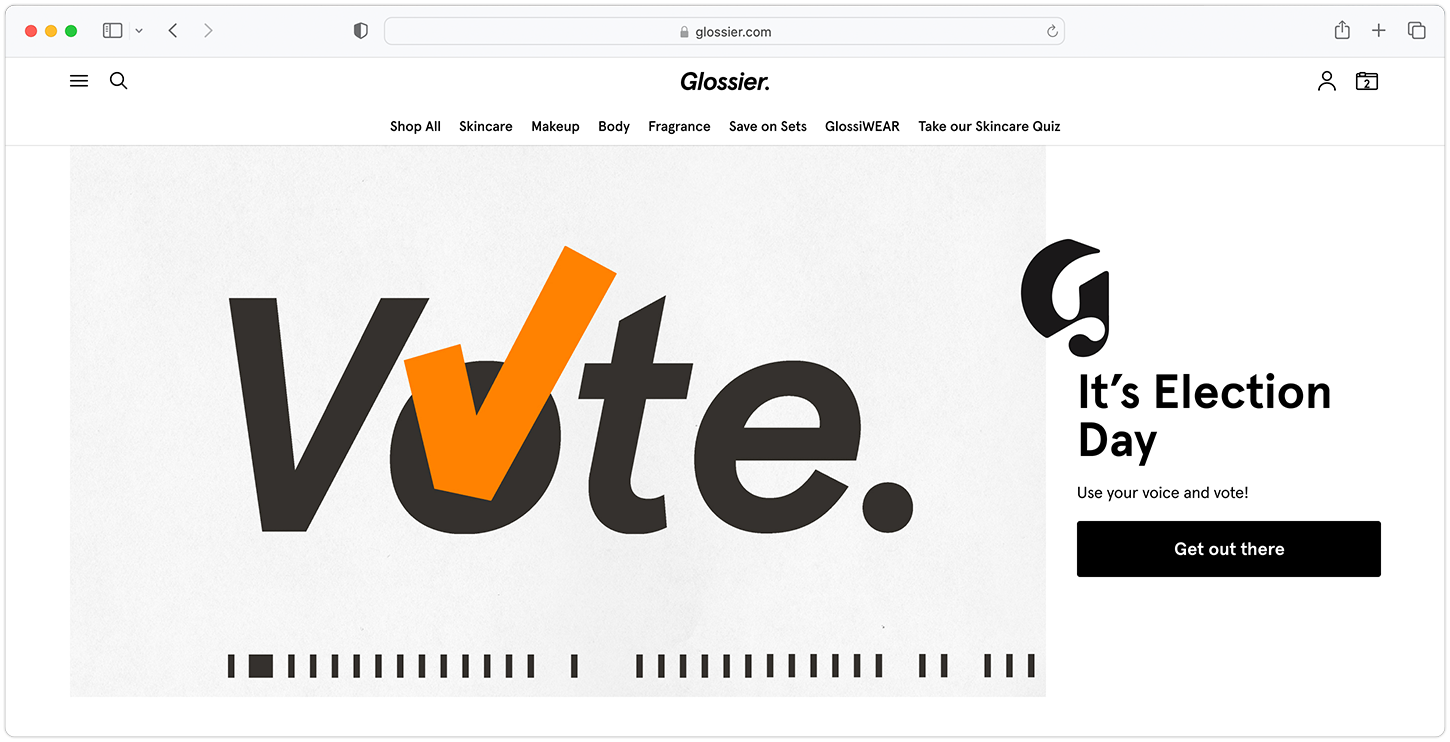 glossier.com
Glossier.
2
Shop All Skincare Makeup Body Fragrance Save on Sets GlossiWEAR Take our Skincare Quiz
Vote.
G
It’s Election
Day
Use your voice and vote!
Get out there